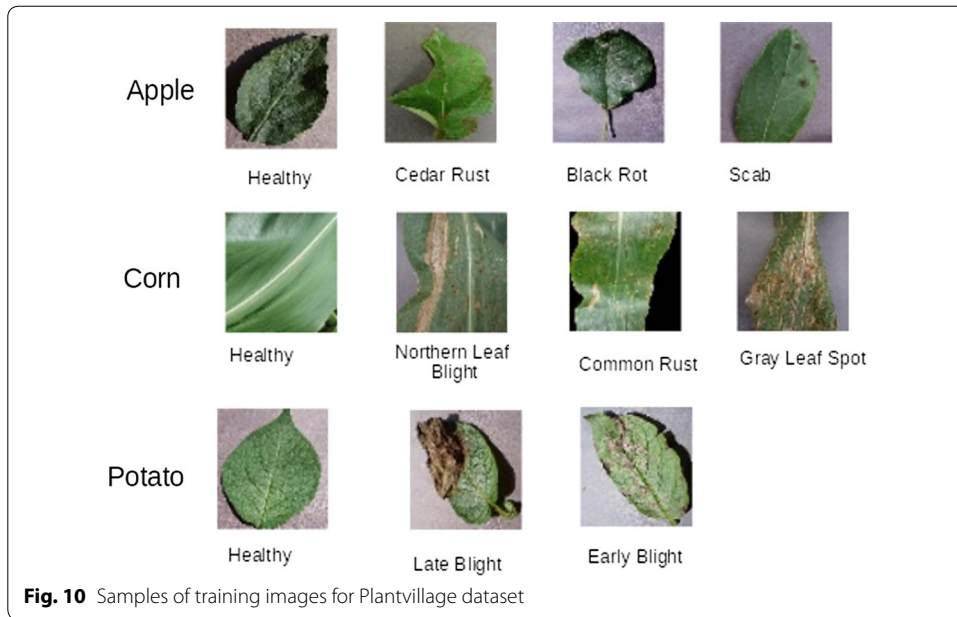 Apple
Healthy
Cedar Rust
Black Rot
Scab
Corn
Healthy
Northern Leaf
Blight
Common Rust
Gray Leaf Spot
Potato
Healthy
Late Blight
Early Blight
Fig. 10 Samples of training images for Plantvillage dataset